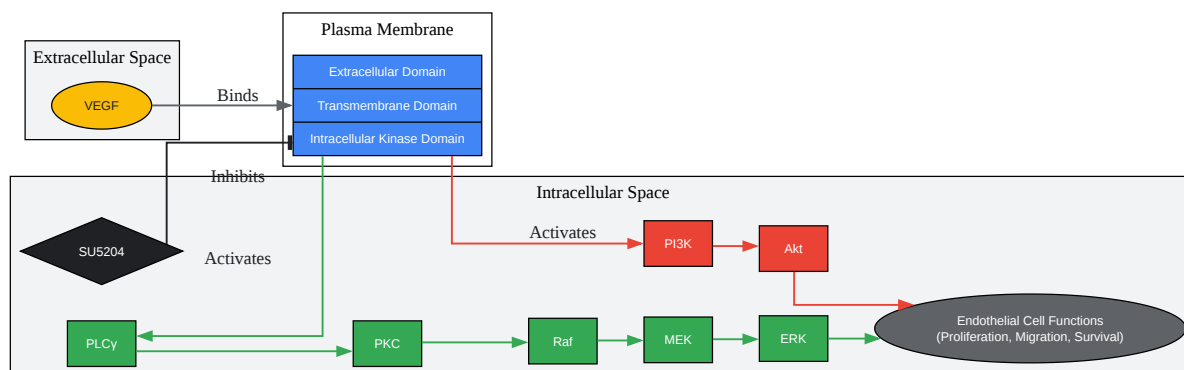 Plasma Membrane
Extracellular Space
Extracellular Domain
VEGF
Binds
Transmembrane Domain
Intracellular Kinase Domain
Inhibits
Intracellular Space
SU5204
Activates
Activates
PI3K
Akt
PLCγ
PKC
Raf
MEK
ERK
Endothelial Cell Functions
(Proliferation, Migration, Survival)